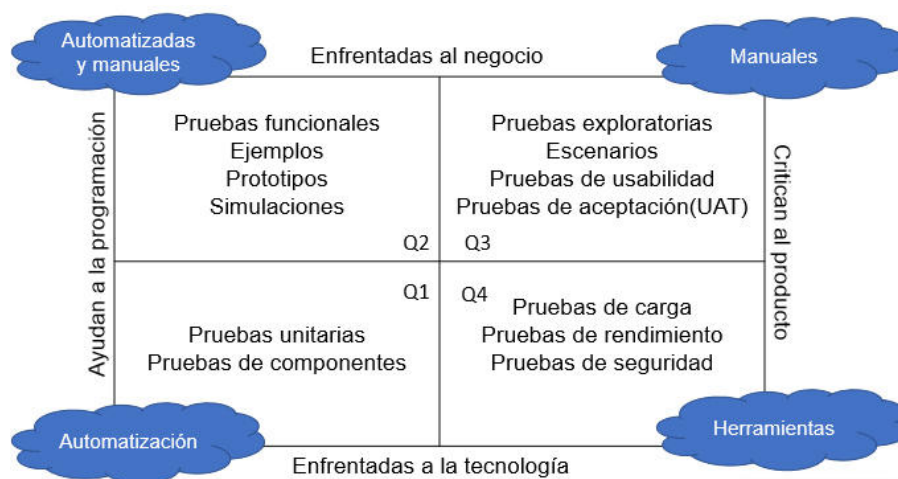 Automatizadas
y manuales
Enfrentadas al negocio
Manuales
Ayudan a la programación
Pruebas funcionales
Ejemplos
Prototipos
Simulaciones
Q2
Pruebas exploratorias
Escenarios
Pruebas de usabilidad
Pruebas de aceptación(UAT)
Q3
Critican al producto
Q1
Pruebas unitarias
Pruebas de componentes
Q4
Pruebas de carga
Pruebas de rendimiento
Pruebas de seguridad
Automatización
Enfrentadas a la tecnología
Herramientas